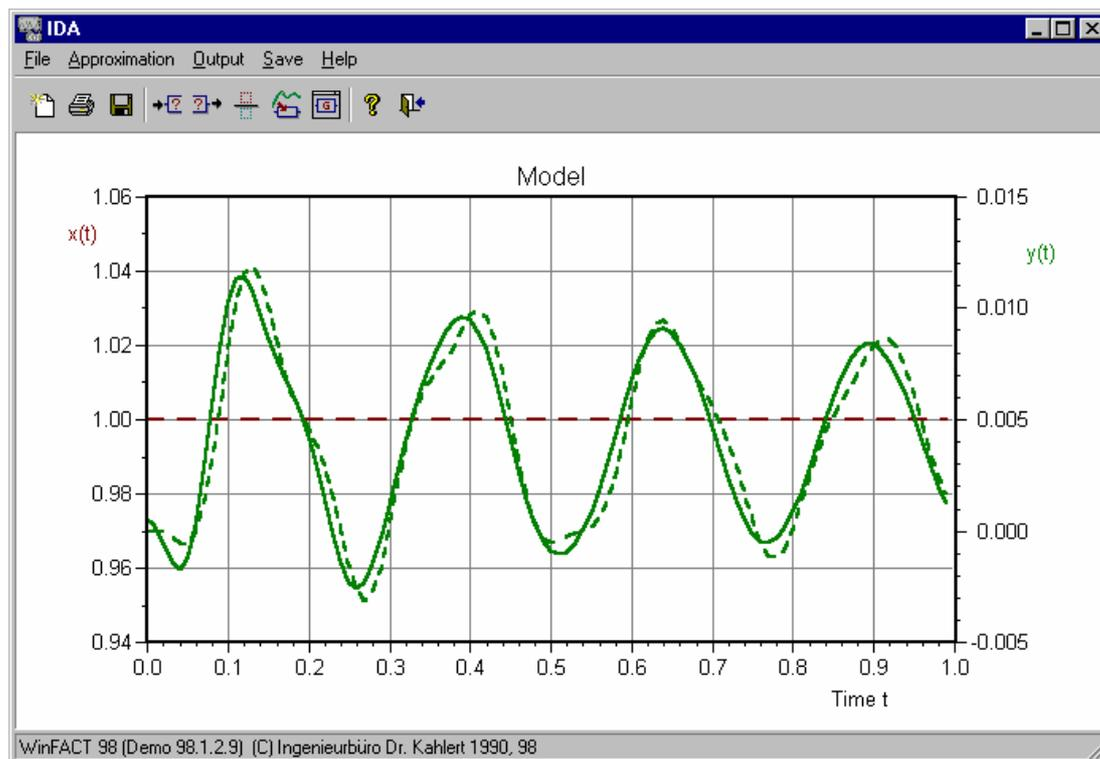 IDA
File Approximation Output Save Help
Model
x(t)
y(t)
1.06
1.04
1.02
1.00
0.98
0.96
0.94
0.015
0.010
0.005
0.000
-0.005
0.0 0.1 0.2 0.3 0.4 0.5 0.6 0.7 0.8 0.9 1.0
Time t
WinFACT 98 (Demo 98.1.2.9) (C) Ingenieurbüro Dr. Kahlert 1990, 98